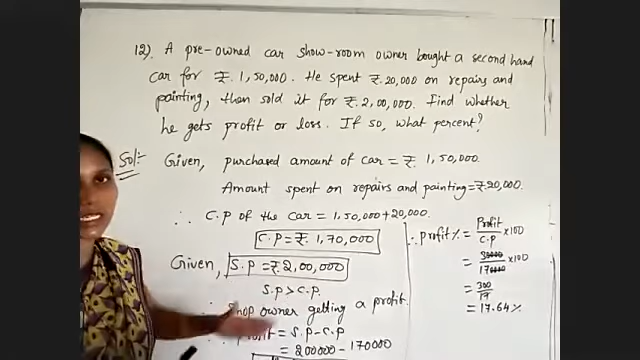 12) A pre-owned car show-room owner bought a second hand
car for ₹. 1,50,000. He spent ₹.20,000 on repairs and
painting, then sold it for ₹.2,00,000. Find whether
he gets profit or loss. If so, what percent?
Sol:- Given, purchased amount of car = ₹. 1,50,000.
Amount spent on repairs and painting = ₹20,000.
∴ C.P of the car = 1,50,000+20,000.
C.P = ₹. 1,70,000
Given, S.P = ₹.2,00,000
S.P > C.P.
Shop owner getting a profit.
= S.P - C.P
= 200000 - 170000
∴ Profit% = Profit/C.P × 100
= 30000/170000 × 100
= 300/17
= 17.64%